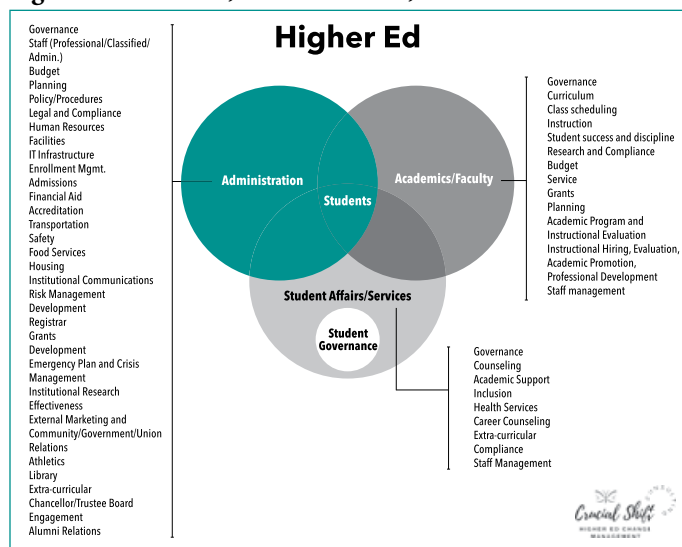 Higher Ed
Governance
Staff (Professional/Classified/
Admin.)
Budget
Planning
Policy/Procedures
Legal and Compliance
Human Resources
Facilities
IT Infrastructure
Enrollment Mgmt.
Admissions
Financial Aid
Accreditation
Transportation
Safety
Food Services
Housing
Institutional Communications
Risk Management
Development
Registrar
Grants
Development
Emergency Plan and Crisis
Management
Institutional Research
Effectiveness
External Marketing and
Community/Government/Union
Relations
Athletics
Library
Extra-curricular
Chancellor/Trustee Board
Engagement
Alumni Relations
Administration
Academics/Faculty
Students
Student Affairs/Services
Student
Governance
Governance
Curriculum
Class scheduling
Instruction
Student success and discipline
Research and Compliance
Budget
Service
Grants
Planning
Academic Program and
Instructional Evaluation
Instructional Hiring, Evaluation,
Academic Promotion,
Professional Development
Staff management
Governance
Counseling
Academic Support
Inclusion
Health Services
Career Counseling
Extra-curricular
Compliance
Staff Management
Crucial Shift
CONSULTING
HIGHER ED CHANGE
MANAGEMENT